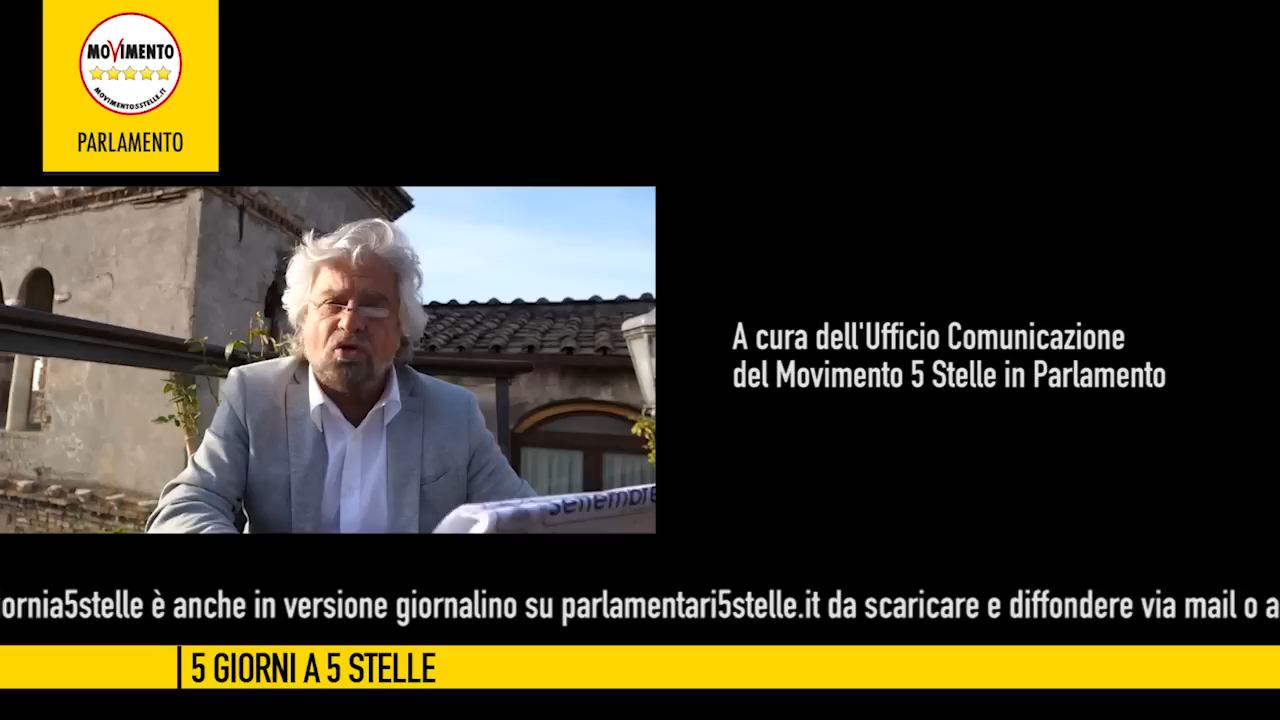 MOVIMENTO
MOVIMENTO5STELLE.IT
PARLAMENTO
A cura dell'Ufficio Comunicazione
del Movimento 5 Stelle in Parlamento
Settembre
iornia5stelle è anche in versione giornalino su parlamentari5stelle.it da scaricare e diffondere via mail o a
5 GIORNI A 5 STELLE